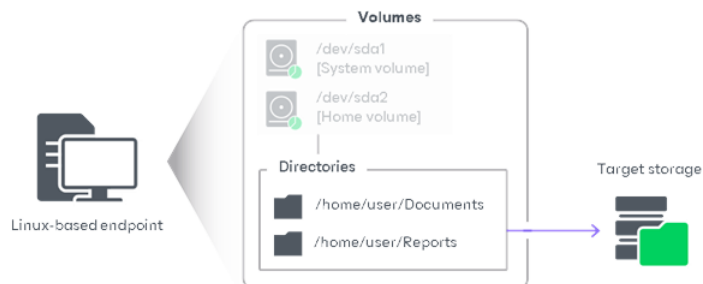 Volumes
/dev/sda1
[System volume]
/dev/sda2
[Home volume]
Directories
/home/user/Documents
/home/user/Reports
Linux-based endpoint
Target storage